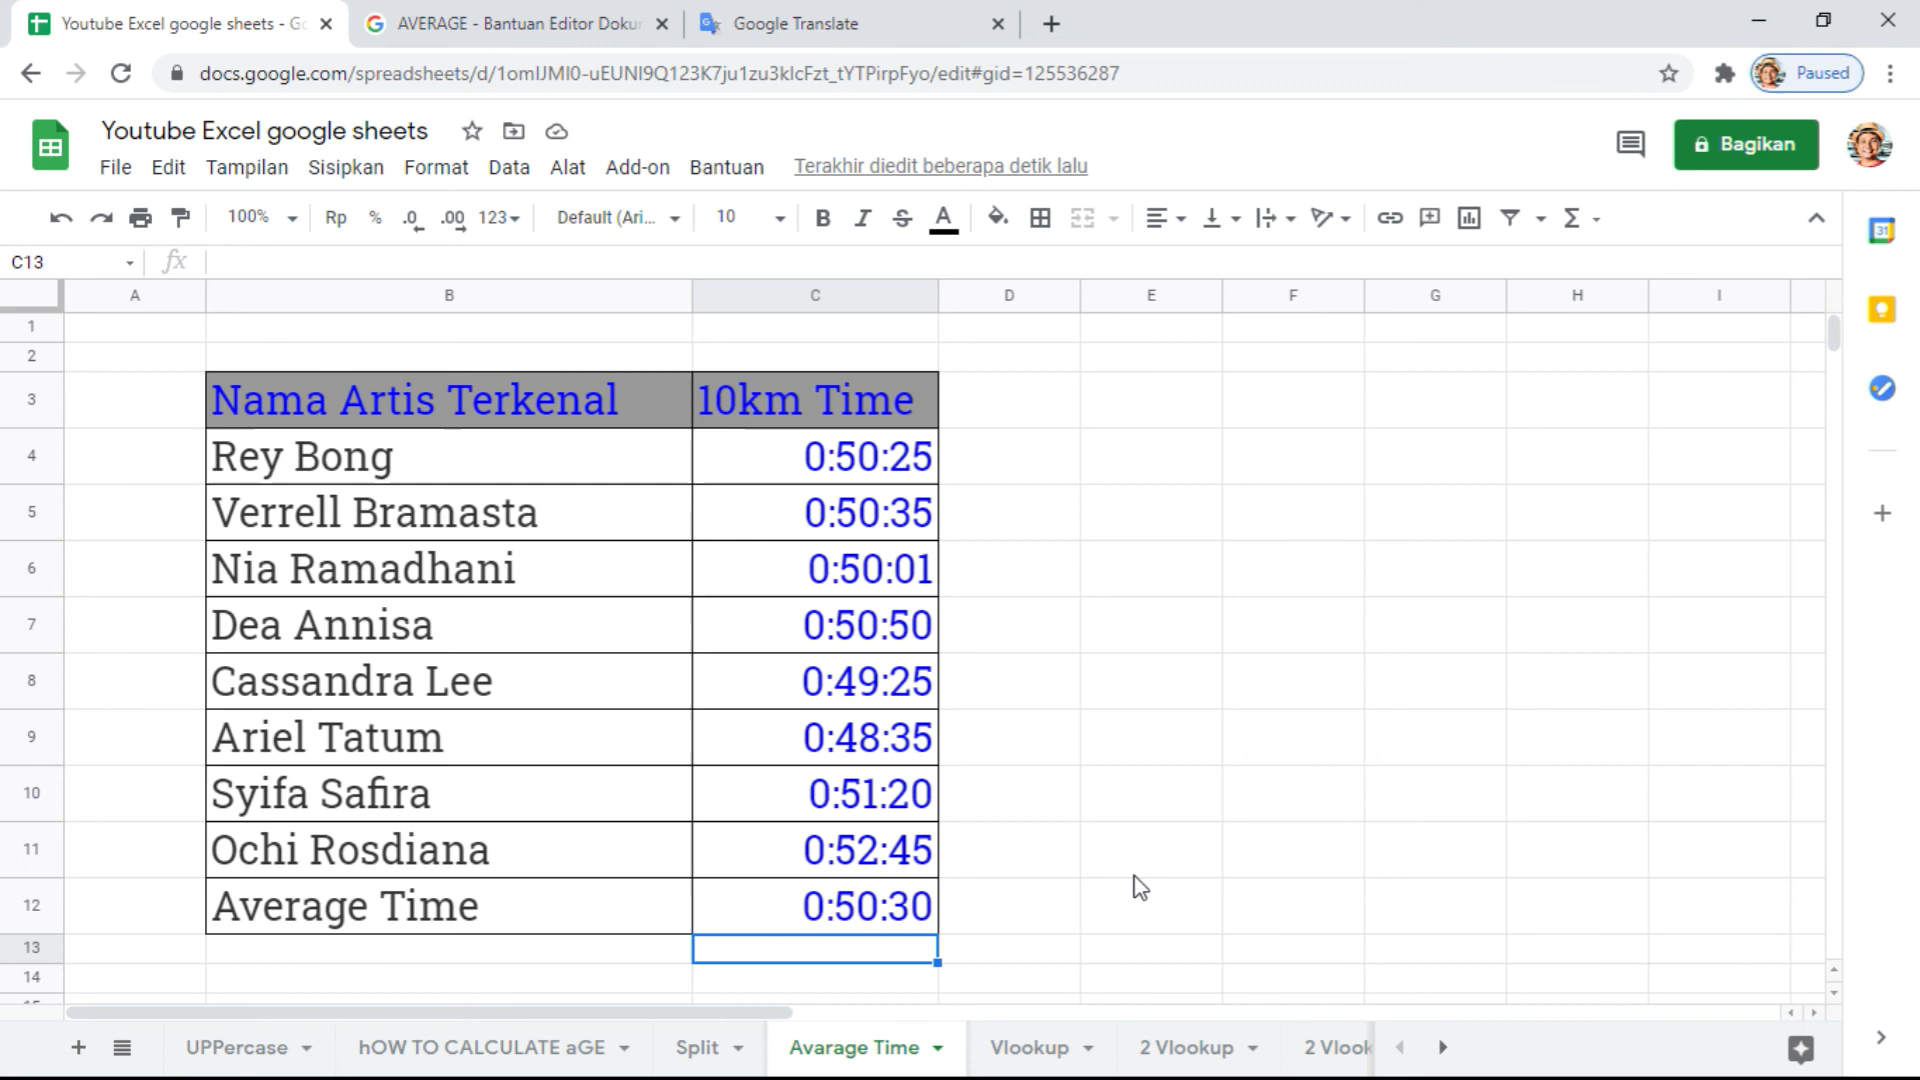 Youtube Excel google sheets - Go
AVERAGE - Bantuan Editor Dokur
Google Translate
docs.google.com/spreadsheets/d/1omIJMI0-uEUNI9Q123K7ju1zu3kIcFzt_tYTPirpFyo/edit#gid=125536287
Paused
Youtube Excel google sheets
Bagikan
File Edit Tampilan Sisipkan Format Data Alat Add-on Bantuan Terakhir diedit beberapa detik lalu
100% Rp % .0 .00 123 Default (Ari... 10 B I S A Σ
31
C13 fx
A B C D E F G H I
1
2
3 Nama Artis Terkenal 10km Time
4 Rey Bong 0:50:25
5 Verrell Bramasta 0:50:35
6 Nia Ramadhani 0:50:01
7 Dea Annisa 0:50:50
8 Cassandra Lee 0:49:25
9 Ariel Tatum 0:48:35
10 Syifa Safira 0:51:20
11 Ochi Rosdiana 0:52:45
12 Average Time 0:50:30
13
14
UPPercase hOW TO CALCULATE aGE Split Avarage Time Vlookup 2 Vlookup 2 Vlook